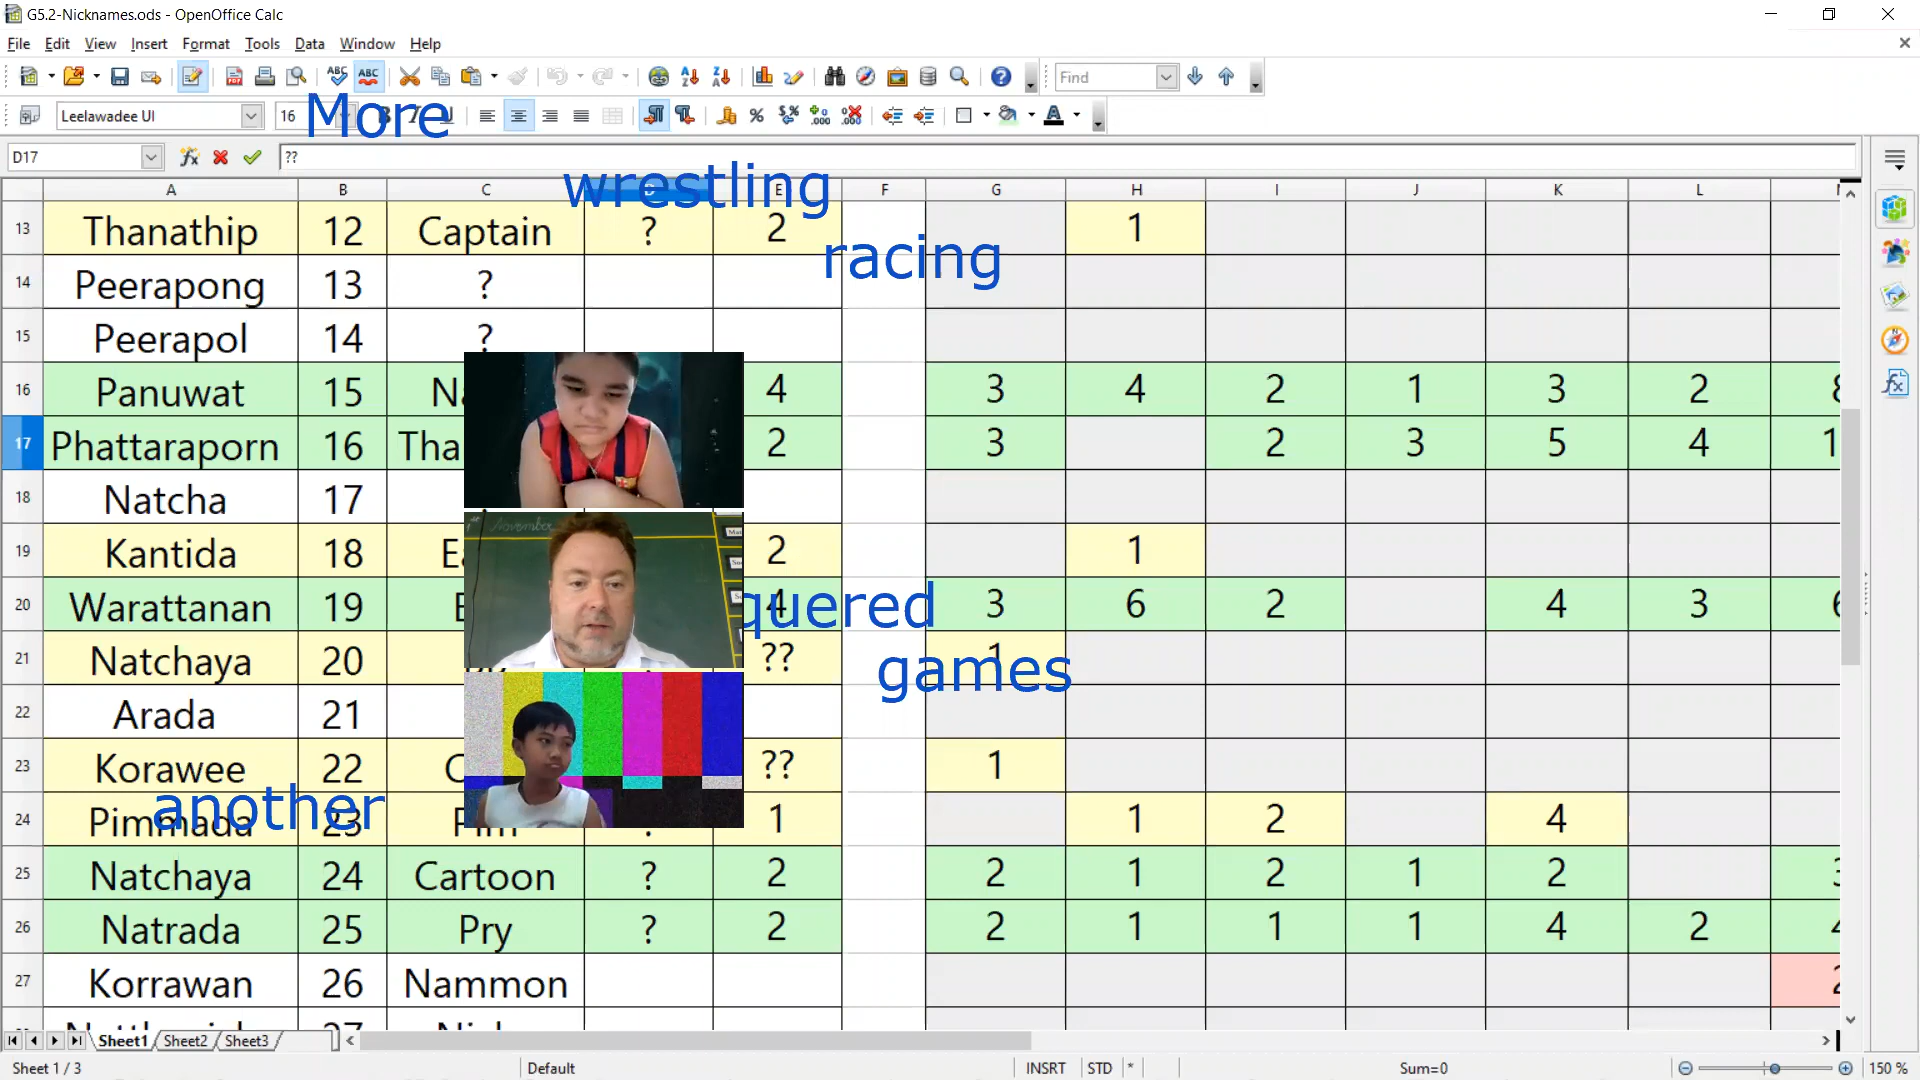 G5.2-Nicknames.ods - OpenOffice Calc
File Edit View Insert Format Tools Data Window Help
Find
Leelawadee UI 16
More
D17 ??
wrestling
A B C D E F G H I J K L
racing
13 Thanathip 12 Captain ? 2 1
14 Peerapong 13 ?
15 Peerapol 14 ?
16 Panuwat 15 4 3 4 2 1 3 2
17 Phattaraporn 16 2 3 2 3 5 4 1
November
18 Natcha 17
19 Kantida 18 2 1
20 Warattanan 19 4 3 6 2 4 3
quered
21 Natchaya 20 ?? 1
games
22 Arada 21
23 Korawee 22 ?? 1
another
24 Pimmada 23 Pim ? 1 1 2 4
25 Natchaya 24 Cartoon ? 2 2 1 2 1 2
26 Natrada 25 Pry ? 2 2 1 1 1 4 2
27 Korrawan 26 Nammon
Sheet1 Sheet2 Sheet3
Sheet 1 / 3 Default INSRT STD * Sum=0 150 %